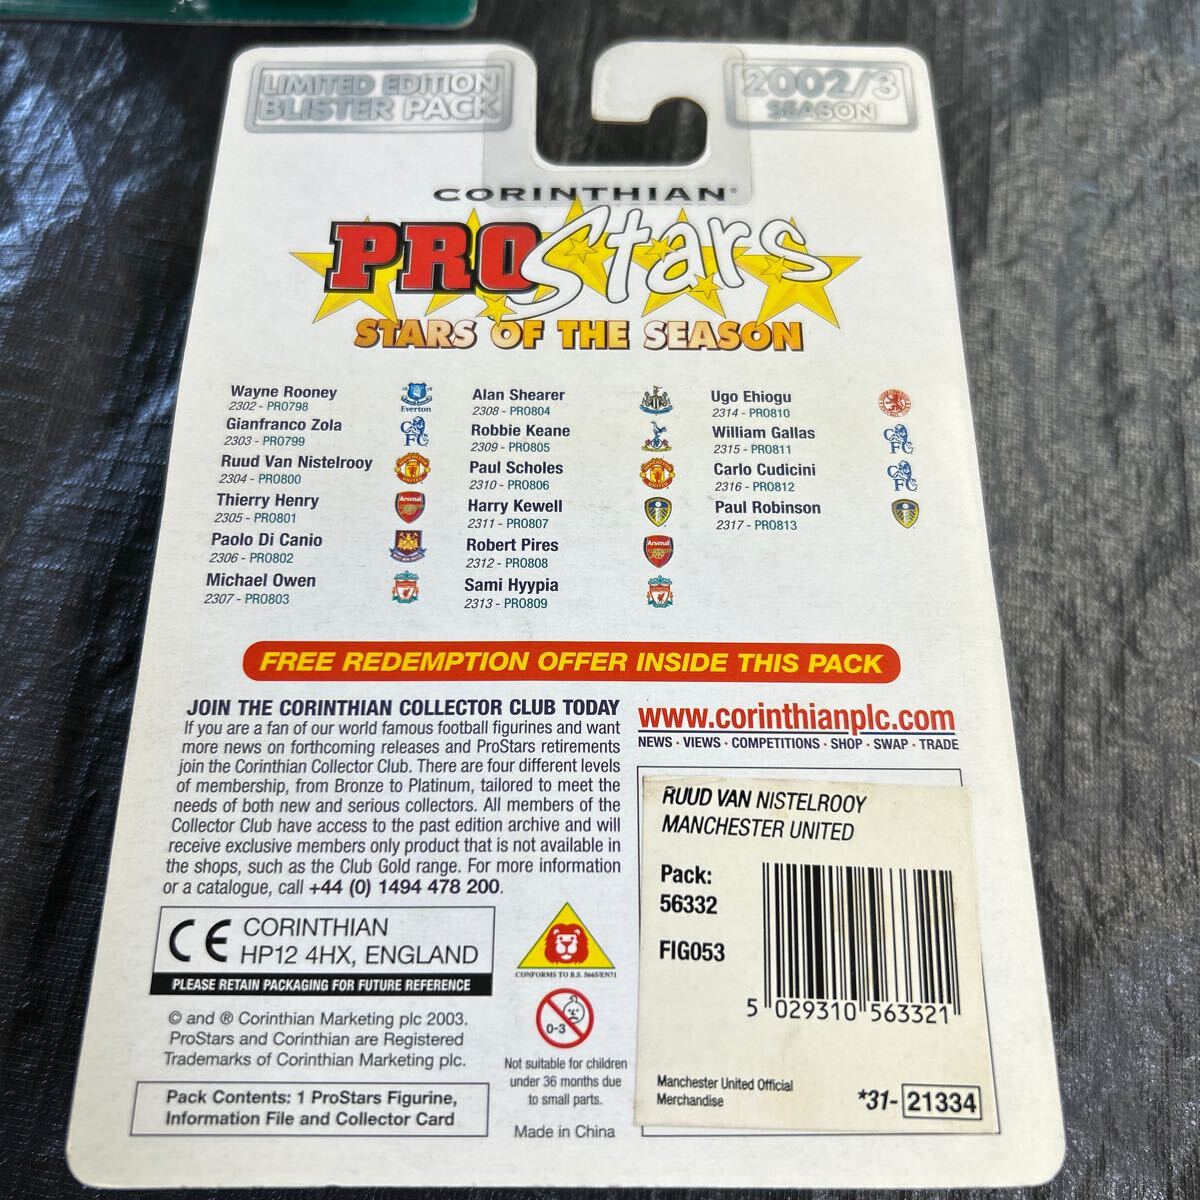 LIMITED EDITION
BLISTER PACK
2002/3
SEASON
CORINTHIAN®
PROStars
STARS OF THE SEASON
Wayne Rooney
2302 - PRO798
Everton
Gianfranco Zola
2303 - PRO799
Ruud Van Nistelrooy
2304 - PRO800
Thierry Henry
2305 - PRO801
Arsenal
Paolo Di Canio
2306 - PRO802
Michael Owen
2307 - PRO803
Alan Shearer
2308 - PRO804
Robbie Keane
2309 - PRO805
Paul Scholes
2310 - PRO806
Harry Kewell
2311 - PRO807
Robert Pires
2312 - PRO808
Arsenal
Sami Hyypia
2313 - PRO809
Ugo Ehiogu
2314 - PRO810
William Gallas
2315 - PRO811
Carlo Cudicini
2316 - PRO812
Paul Robinson
2317 - PRO813
FREE REDEMPTION OFFER INSIDE THIS PACK
JOIN THE CORINTHIAN COLLECTOR CLUB TODAY
If you are a fan of our world famous football figurines and want
more news on forthcoming releases and ProStars retirements
join the Corinthian Collector Club. There are four different levels
of membership, from Bronze to Platinum, tailored to meet the
needs of both new and serious collectors. All members of the
Collector Club have access to the past edition archive and will
receive exclusive members only product that is not available in
the shops, such as the Club Gold range. For more information
or a catalogue, call +44 (0) 1494 478 200.
www.corinthianplc.com
NEWS · VIEWS · COMPETITIONS · SHOP · SWAP · TRADE
RUUD VAN NISTELROOY
MANCHESTER UNITED
Pack:
56332
FIG053
5 029310 563321
Manchester United Official
Merchandise
*31- 21334
CE CORINTHIAN
HP12 4HX, ENGLAND
PLEASE RETAIN PACKAGING FOR FUTURE REFERENCE
© and ® Corinthian Marketing plc 2003.
ProStars and Corinthian are Registered
Trademarks of Corinthian Marketing plc.
Pack Contents: 1 ProStars Figurine,
Information File and Collector Card
CONFORMS TO B.S. 5665/EN71
0-3
Not suitable for children
under 36 months due
to small parts.
Made in China